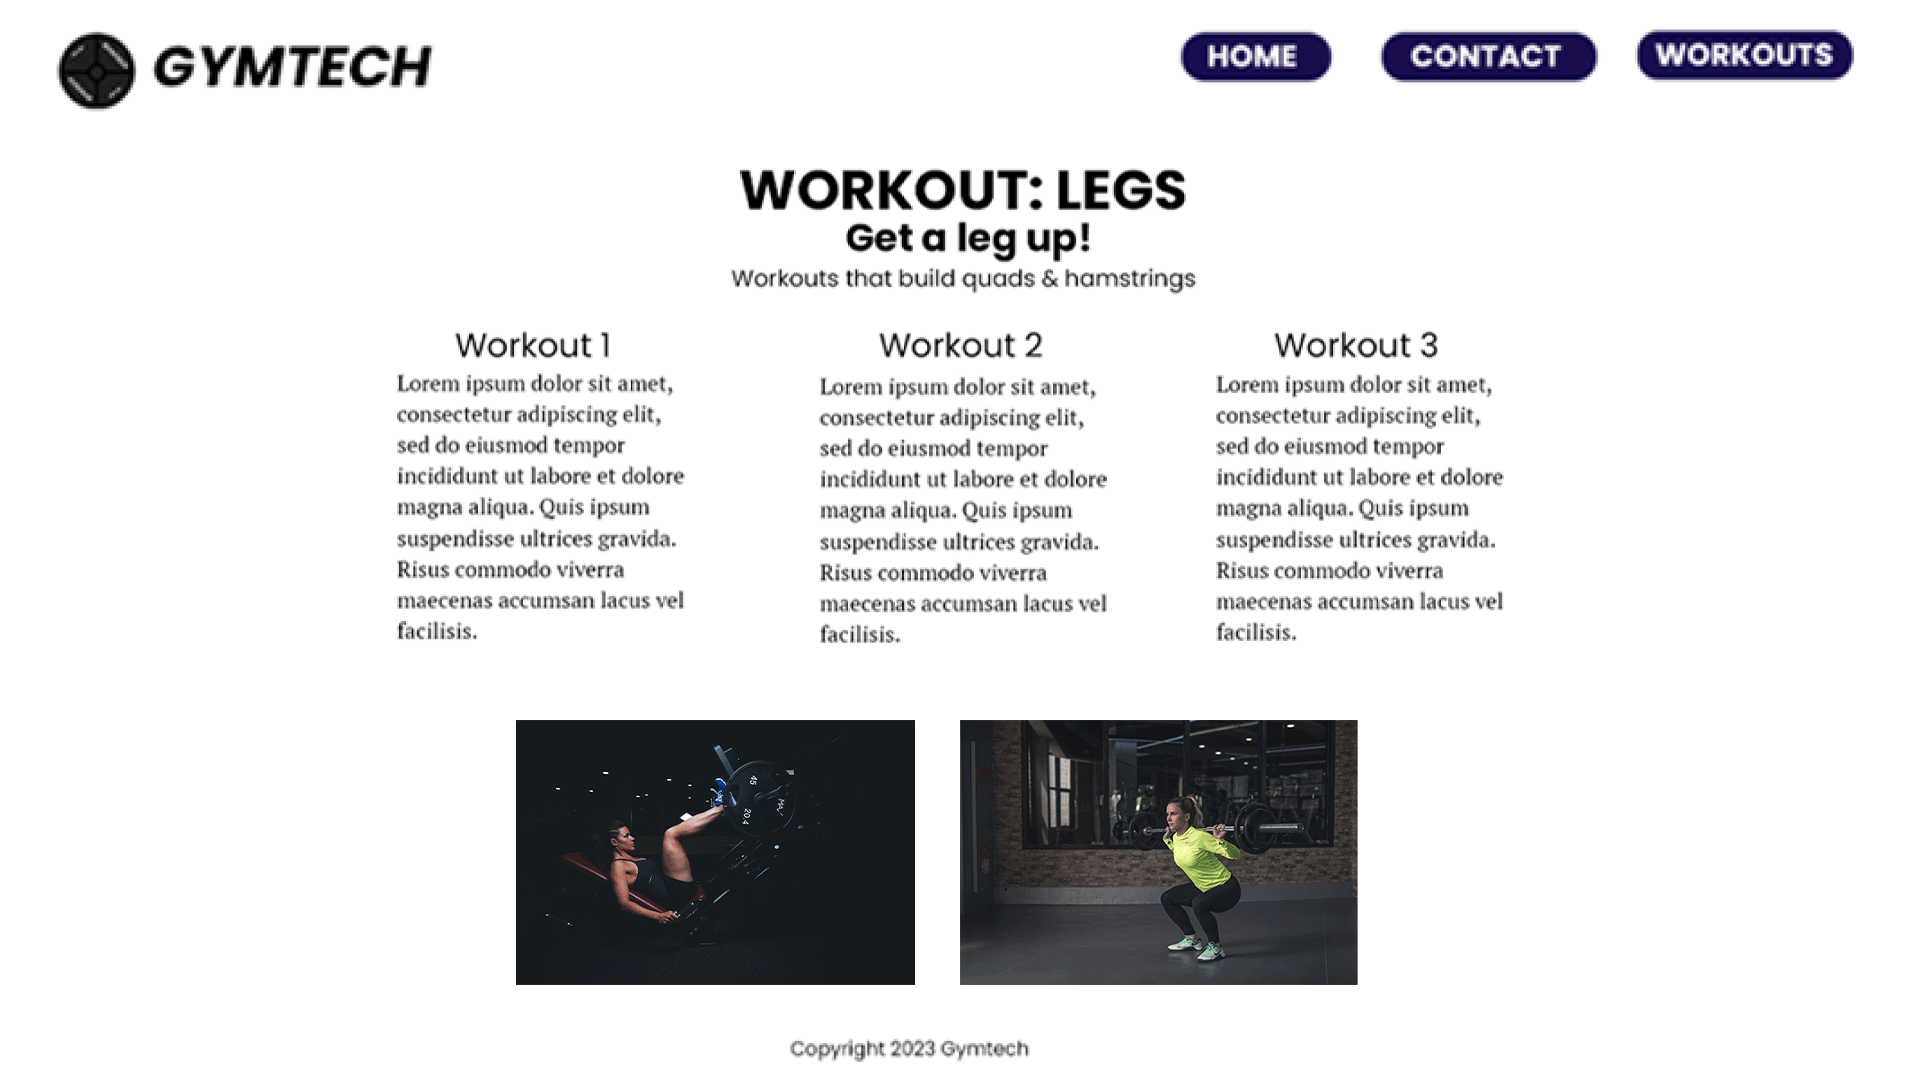 GYMTECH
HOME
CONTACT
WORKOUTS
WORKOUT: LEGS
Get a leg up!
Workouts that build quads & hamstrings
Workout 1
Lorem ipsum dolor sit amet,
consectetur adipiscing elit,
sed do eiusmod tempor
incididunt ut labore et dolore
magna aliqua. Quis ipsum
suspendisse ultrices gravida.
Risus commodo viverra
maecenas accumsan lacus vel
facilisis.
Workout 2
Lorem ipsum dolor sit amet,
consectetur adipiscing elit,
sed do eiusmod tempor
incididunt ut labore et dolore
magna aliqua. Quis ipsum
suspendisse ultrices gravida.
Risus commodo viverra
maecenas accumsan lacus vel
facilisis.
Workout 3
Lorem ipsum dolor sit amet,
consectetur adipiscing elit,
sed do eiusmod tempor
incididunt ut labore et dolore
magna aliqua. Quis ipsum
suspendisse ultrices gravida.
Risus commodo viverra
maecenas accumsan lacus vel
facilisis.
45
20.4
Copyright 2023 Gymtech